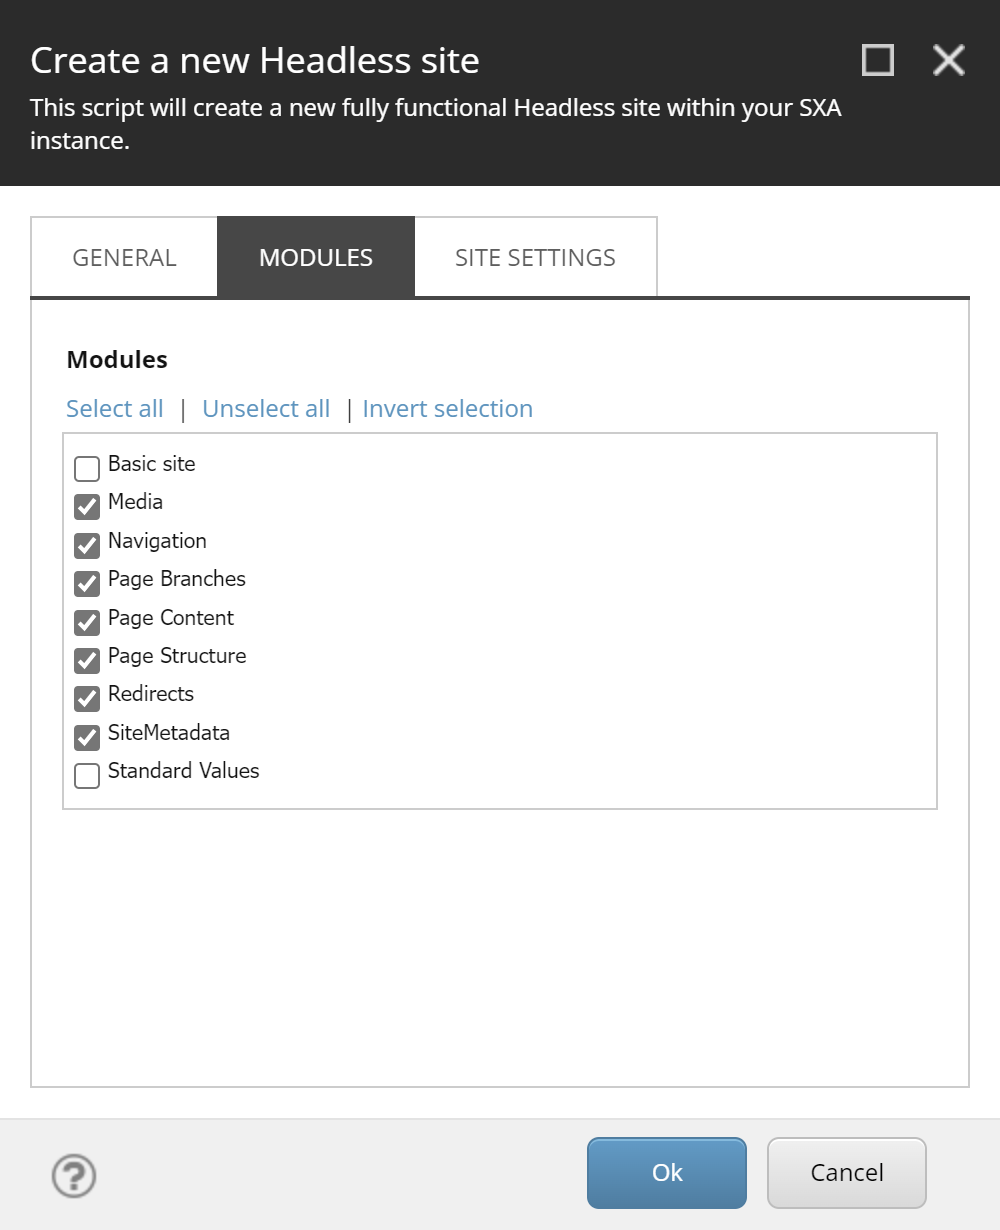 Create a new Headless site
This script will create a new fully functional Headless site within your SXA
instance.
GENERAL MODULES SITE SETTINGS
Modules
Select all | Unselect all | Invert selection
Basic site
Media
Navigation
Page Branches
Page Content
Page Structure
Redirects
SiteMetadata
Standard Values
? Ok Cancel